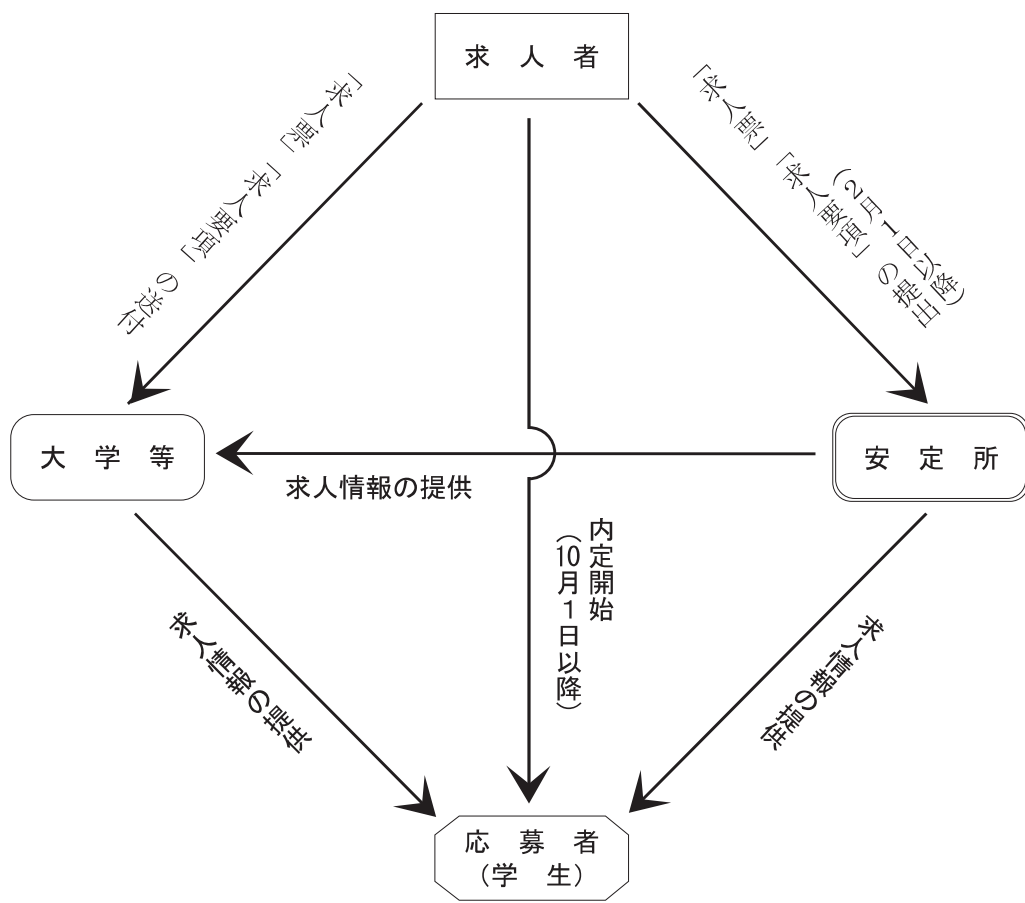 求人者
「求人票」「求人要項」の送付
「求人票」「求人要項」の提出
(2月1日以降)
大学等
安定所
求人情報の提供
内定開始
(10月1日以降)
求人情報の提供
求人情報の提供
応募者
(学生)